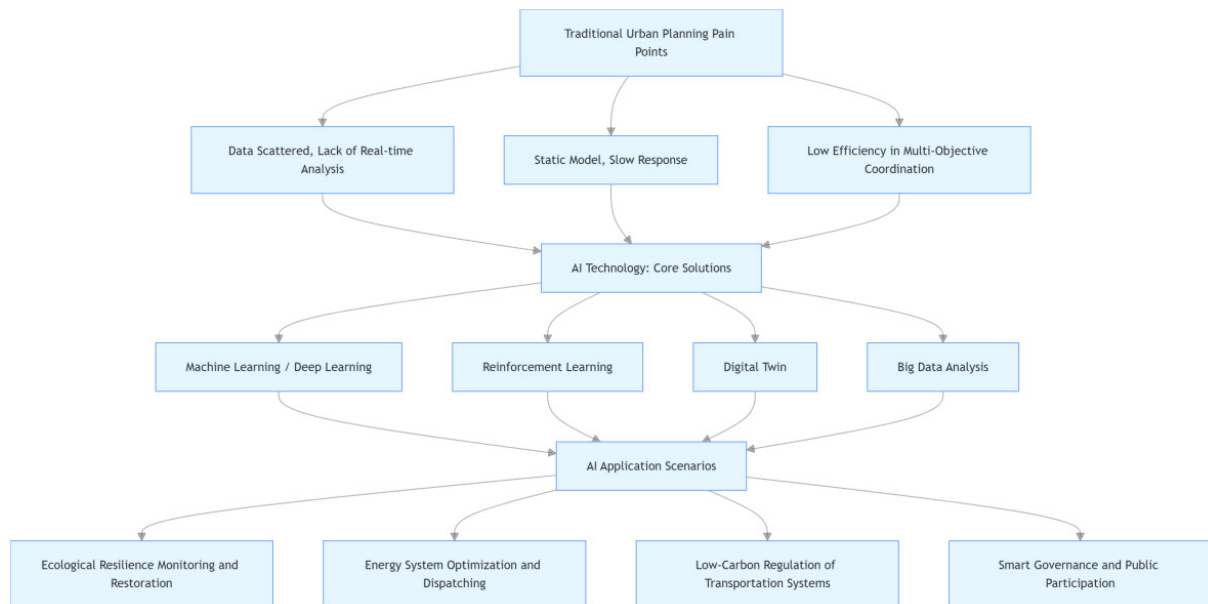 Traditional Urban Planning Pain
Points
Data Scattered, Lack of Real-time
Analysis
Static Model, Slow Response
Low Efficiency in Multi-Objective
Coordination
AI Technology: Core Solutions
Machine Learning / Deep Learning
Reinforcement Learning
Digital Twin
Big Data Analysis
AI Application Scenarios
Ecological Resilience Monitoring and
Restoration
Energy System Optimization and
Dispatching
Low-Carbon Regulation of
Transportation Systems
Smart Governance and Public
Participation